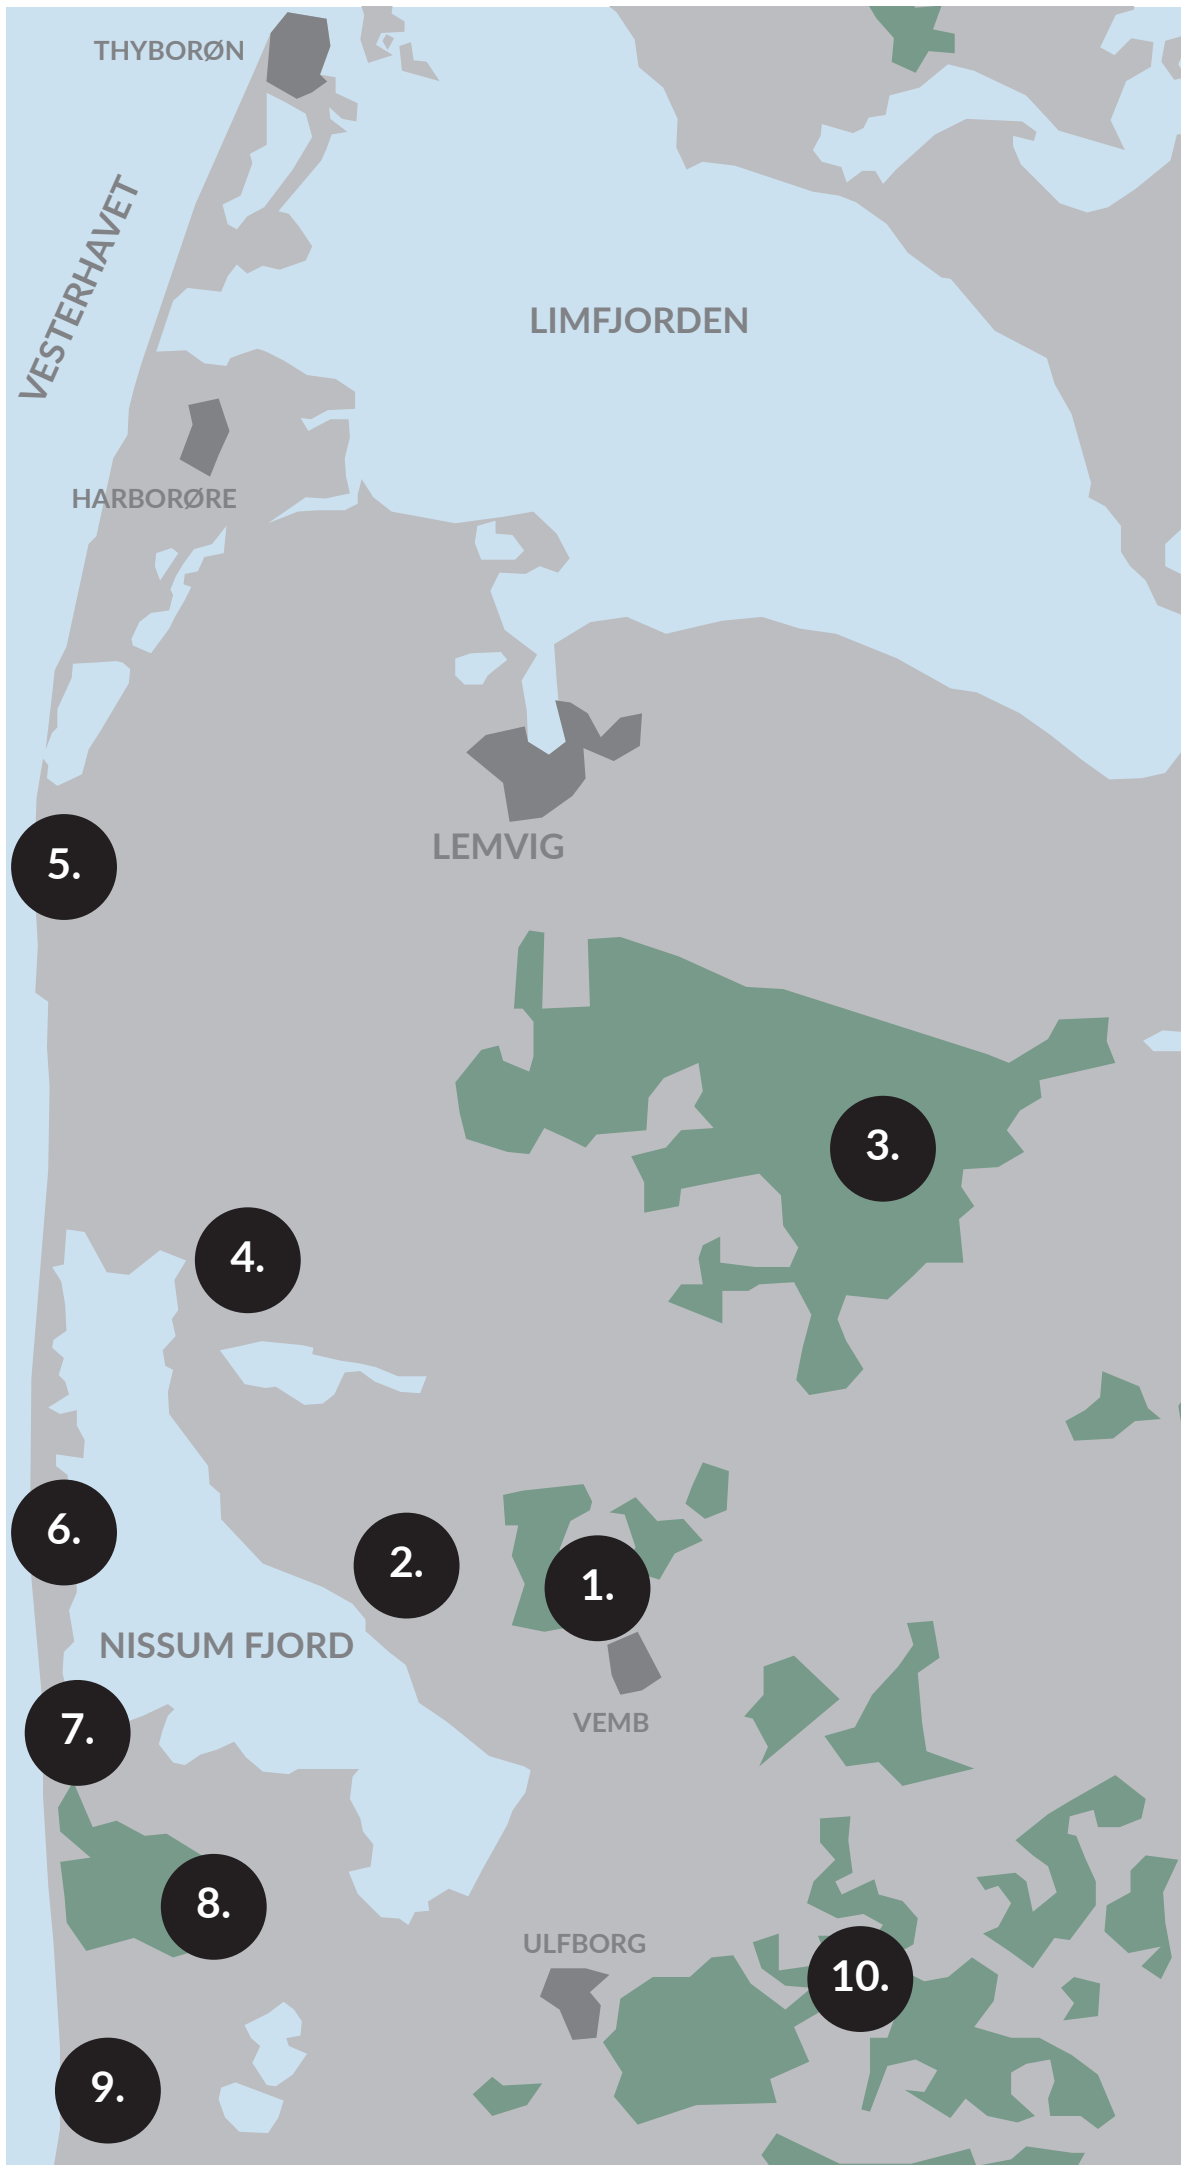 THYBORØN
VESTERHAVET
LIMFJORDEN
HARBORØRE
LEMVIG
5.
3.
4.
6.
2.
1.
NISSUM FJORD
7.
VEMB
8.
ULFBORG
10.
9.